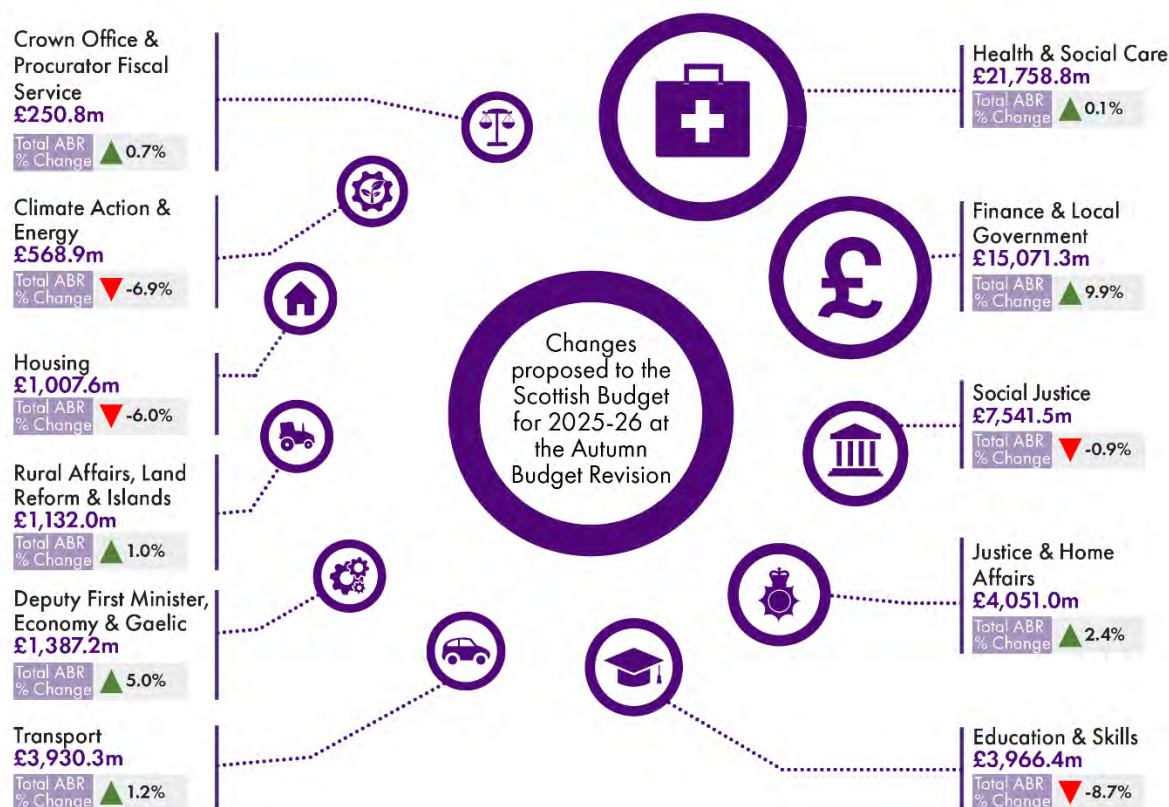 Crown Office &
Procurator Fiscal
Service
£250.8m
Total ABR
% Change
0.7%
Climate Action &
Energy
£568.9m
Total ABR
% Change
-6.9%
Housing
£1,007.6m
Total ABR
% Change
-6.0%
Rural Affairs, Land
Reform & Islands
£1,132.0m
Total ABR
% Change
1.0%
Deputy First Minister,
Economy & Gaelic
£1,387.2m
Total ABR
% Change
5.0%
Transport
£3,930.3m
Total ABR
% Change
1.2%
Changes
proposed to the
Scottish Budget
for 2025-26 at
the Autumn
Budget Revision
£
Health & Social Care
£21,758.8m
Total ABR
% Change
0.1%
Finance & Local
Government
£15,071.3m
Total ABR
% Change
9.9%
Social Justice
£7,541.5m
Total ABR
% Change
-0.9%
Justice & Home
Affairs
£4,051.0m
Total ABR
% Change
2.4%
Education & Skills
£3,966.4m
Total ABR
% Change
-8.7%